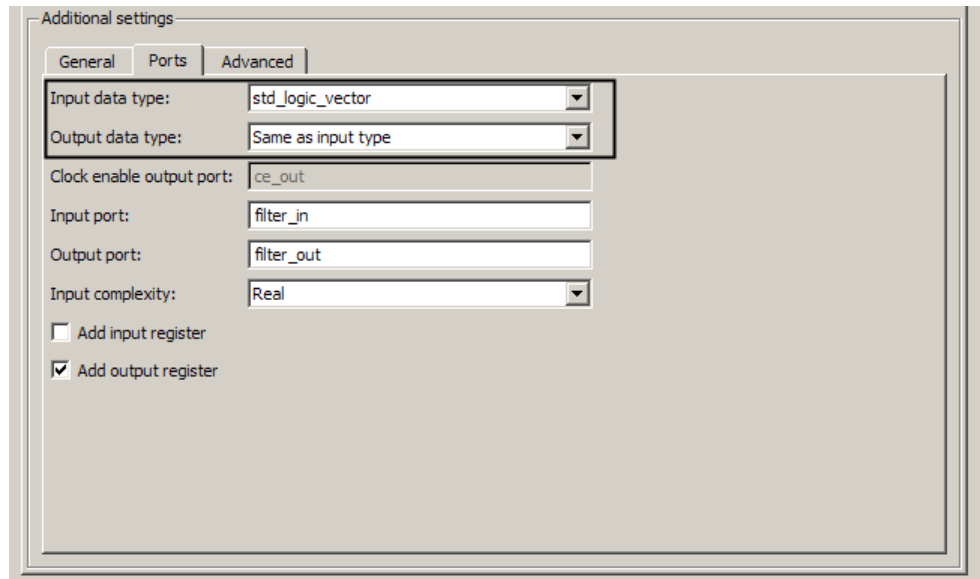 Additional settings
General Ports Advanced
Input data type: std_logic_vector
Output data type: Same as input type
Clock enable output port: ce_out
Input port: filter_in
Output port: filter_out
Input complexity: Real
Add input register
Add output register